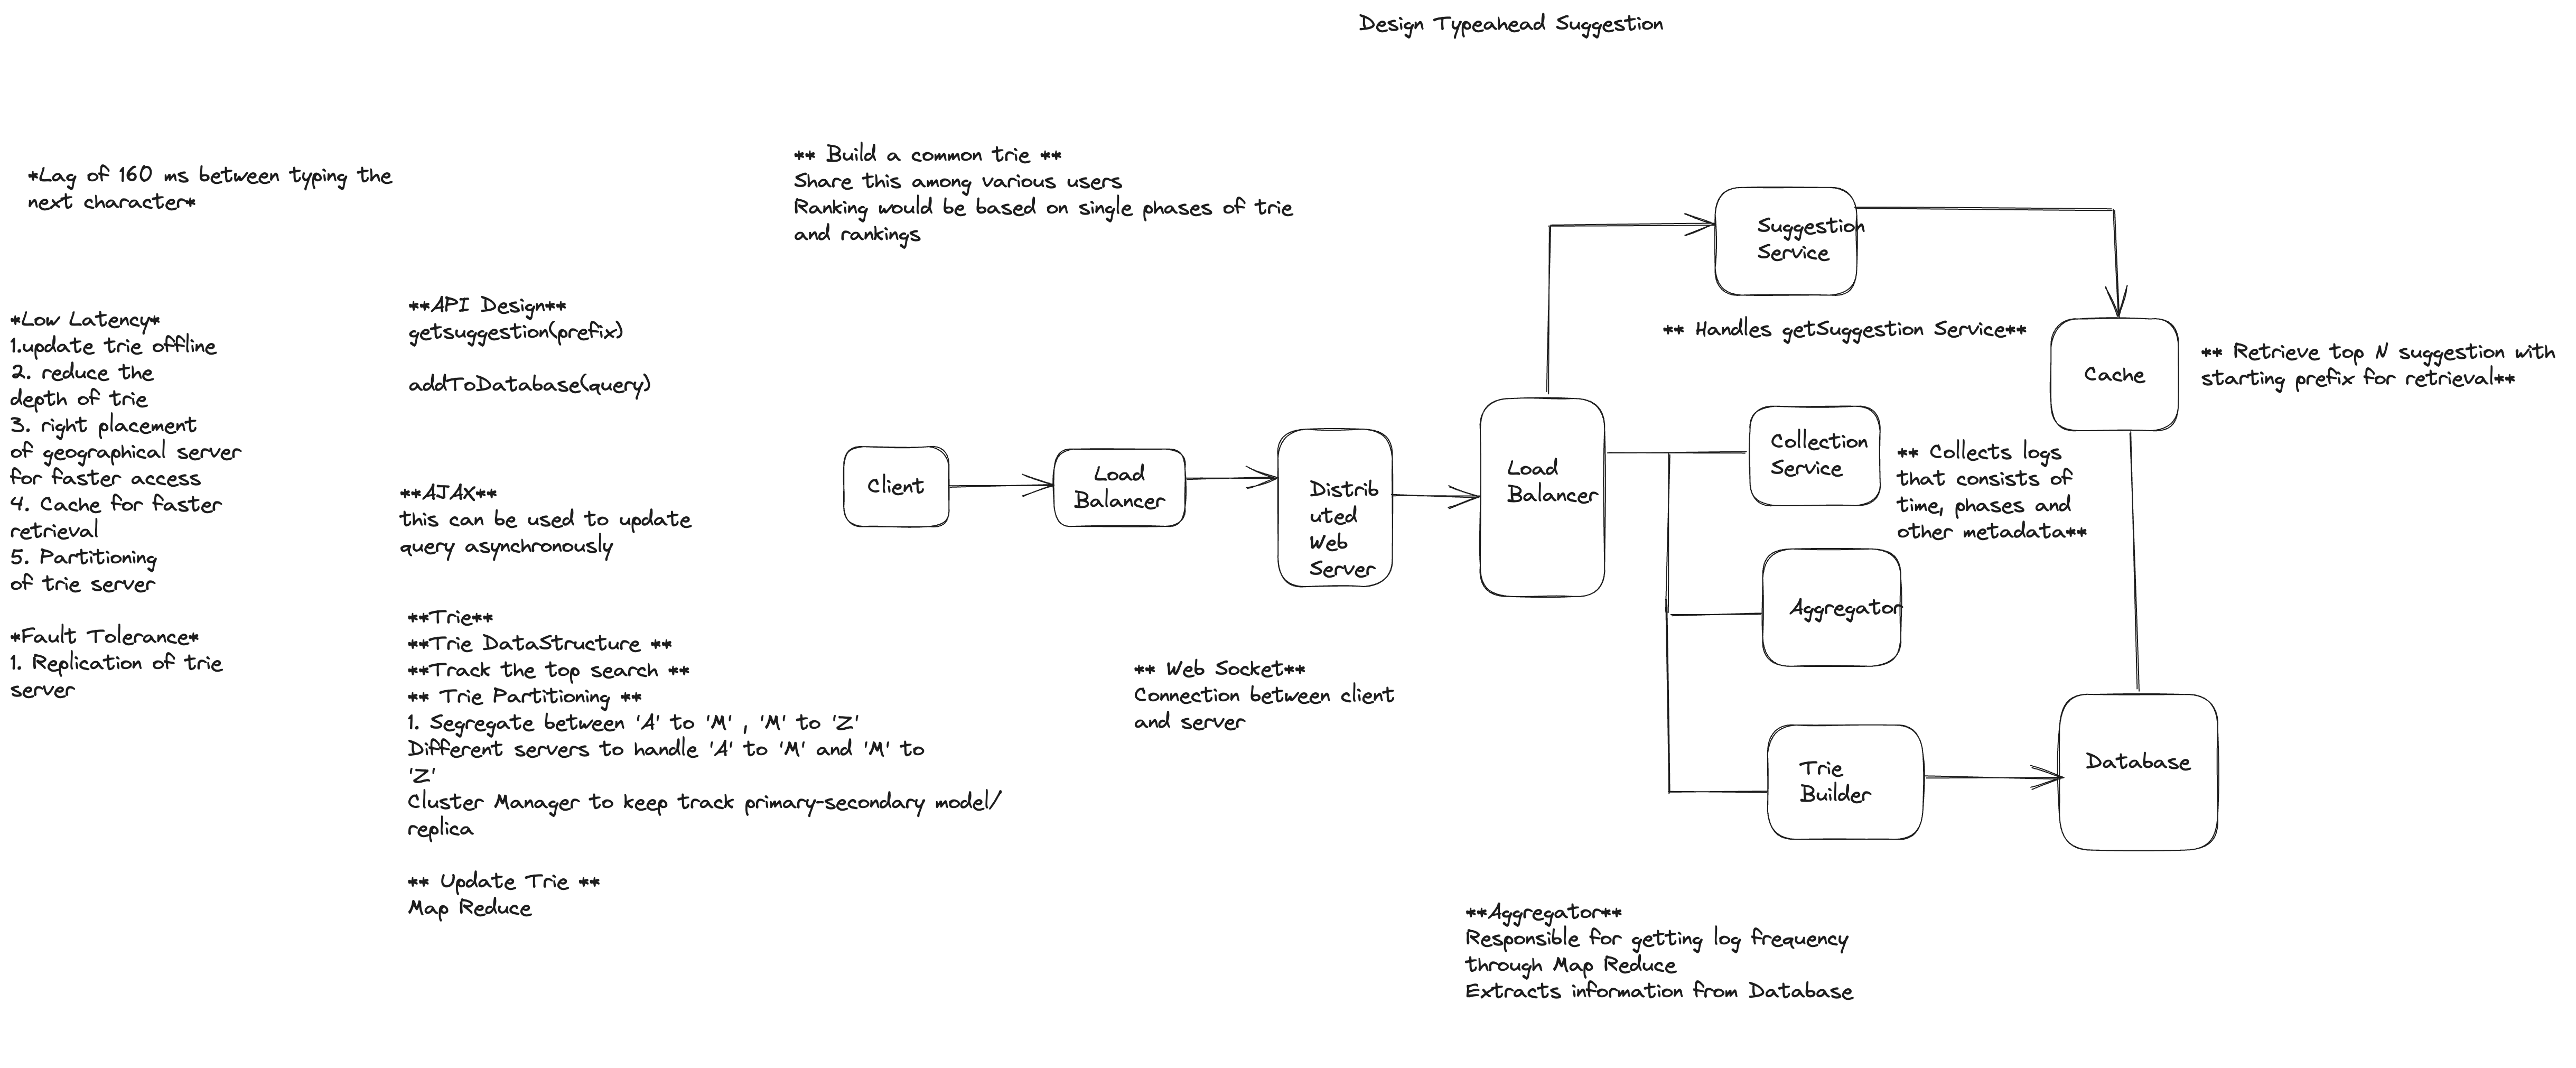 Design Typeahead Suggestion
*Lag of 160 ms between typing the
next character*
** Build a common trie **
Share this among various users
Ranking would be based on single phases of trie
and rankings
*Low Latency*
1.update trie offline
2. reduce the
depth of trie
3. right placement
of geographical server
for faster access
4. Cache for faster
retrieval
5. Partitioning
of trie server
*Fault Tolerance*
1. Replication of trie
server
**API Design**
getsuggestion(prefix)
addToDatabase(query)
**AJAX**
this can be used to update
query asynchronously
**Trie**
**Trie DataStructure **
**Track the top search **
** Trie Partitioning **
1. Segregate between 'A' to 'M' , 'M' to 'Z'
Different servers to handle 'A' to 'M' and 'M' to
'Z'
Cluster Manager to keep track primary-secondary model/
replica
** Update Trie **
Map Reduce
Client
Load
Balancer
Distrib
uted
Web
Server
** Web Socket**
Connection between client
and server
Load
Balancer
Suggestion
Service
** Handles getSuggestion Service**
Cache
** Retrieve top N suggestion with
starting prefix for retrieval**
Collection
Service
** Collects logs
that consists of
time, phases and
other metadata**
Aggregator
Trie
Builder
Database
**Aggregator**
Responsible for getting log frequency
through Map Reduce
Extracts information from Database